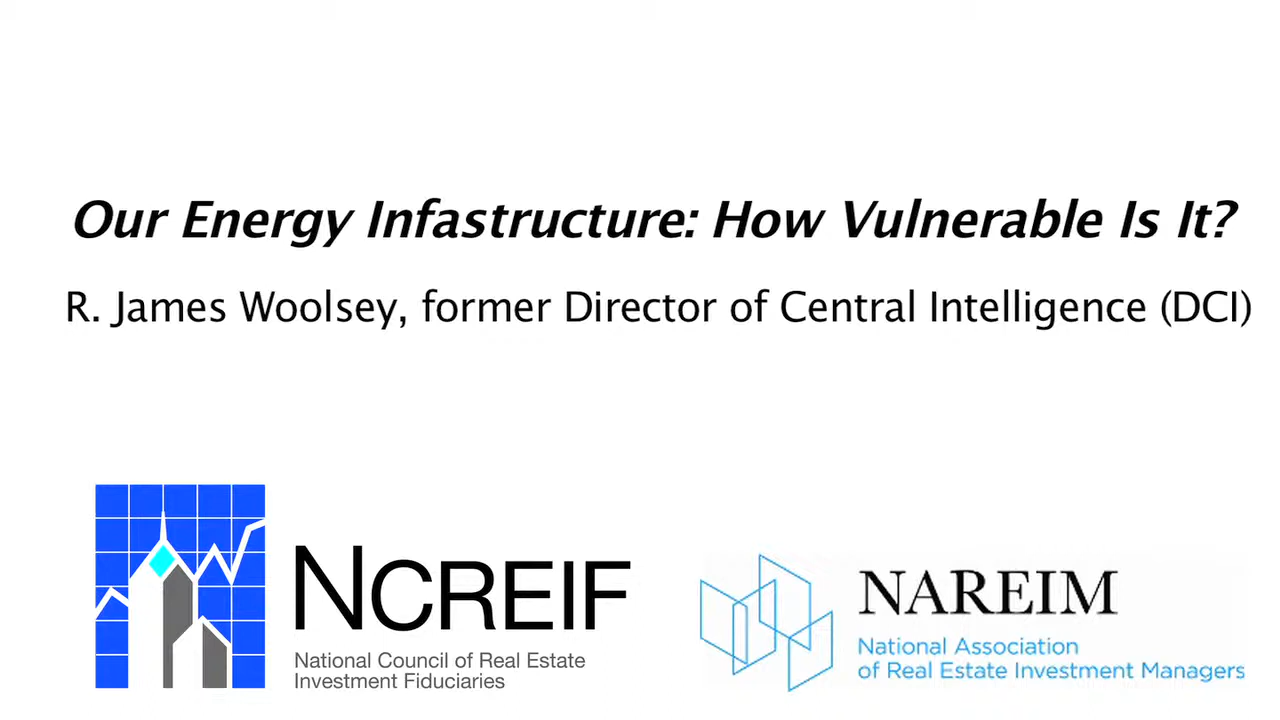 Our Energy Infastructure: How Vulnerable Is It?
R. James Woolsey, former Director of Central Intelligence (DCI)
NCREIF
National Council of Real Estate
Investment Fiduciaries
NAREIM
National Association
of Real Estate Investment Managers